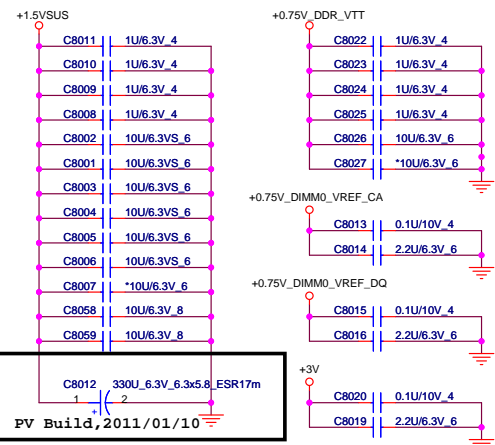 +1.5VSUS
C8011 1U/6.3V_4
C8010 1U/6.3V_4
C8009 1U/6.3V_4
C8008 1U/6.3V_4
C8002 10U/6.3VS_6
C8001 10U/6.3VS_6
C8003 10U/6.3VS_6
C8004 10U/6.3VS_6
C8005 10U/6.3VS_6
C8006 10U/6.3VS_6
C8007 *10U/6.3V_6
C8058 10U/6.3V_8
C8059 10U/6.3V_8
C8012 330U_6.3V_6.3x5.8_ESR17m
1 2
+
PV Build,2011/01/10
+0.75V_DDR_VTT
C8022 1U/6.3V_4
C8023 1U/6.3V_4
C8024 1U/6.3V_4
C8025 1U/6.3V_4
C8026 10U/6.3V_6
C8027 *10U/6.3V_6
+0.75V_DIMM0_VREF_CA
C8013 0.1U/10V_4
C8014 2.2U/6.3V_6
+0.75V_DIMM0_VREF_DQ
C8015 0.1U/10V_4
C8016 2.2U/6.3V_6
+3V
C8020 0.1U/10V_4
C8019 2.2U/6.3V_6